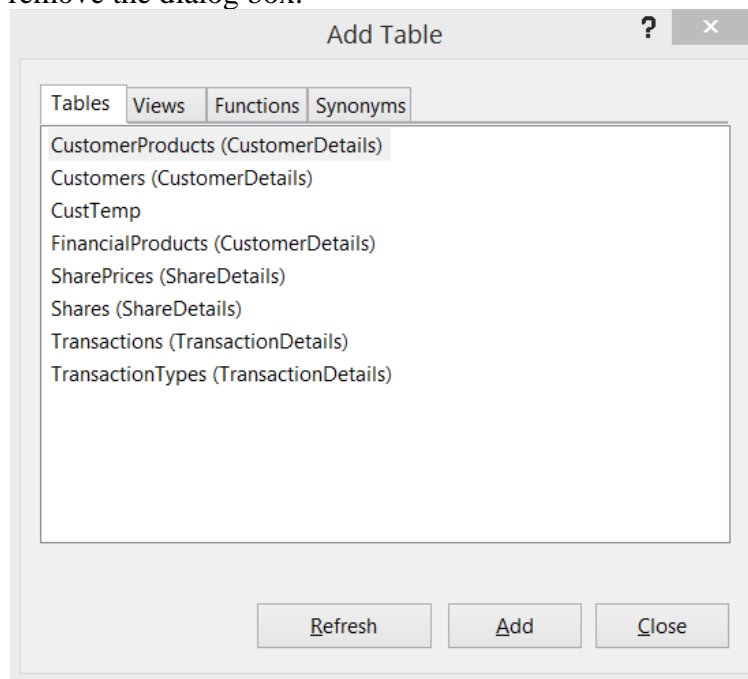 remove the dialog box.
Add Table
?
×
Tables Views Functions Synonyms
CustomerProducts (CustomerDetails)
Customers (CustomerDetails)
CustTemp
FinancialProducts (CustomerDetails)
SharePrices (ShareDetails)
Shares (ShareDetails)
Transactions (TransactionDetails)
TransactionTypes (TransactionDetails)
Refresh Add Close